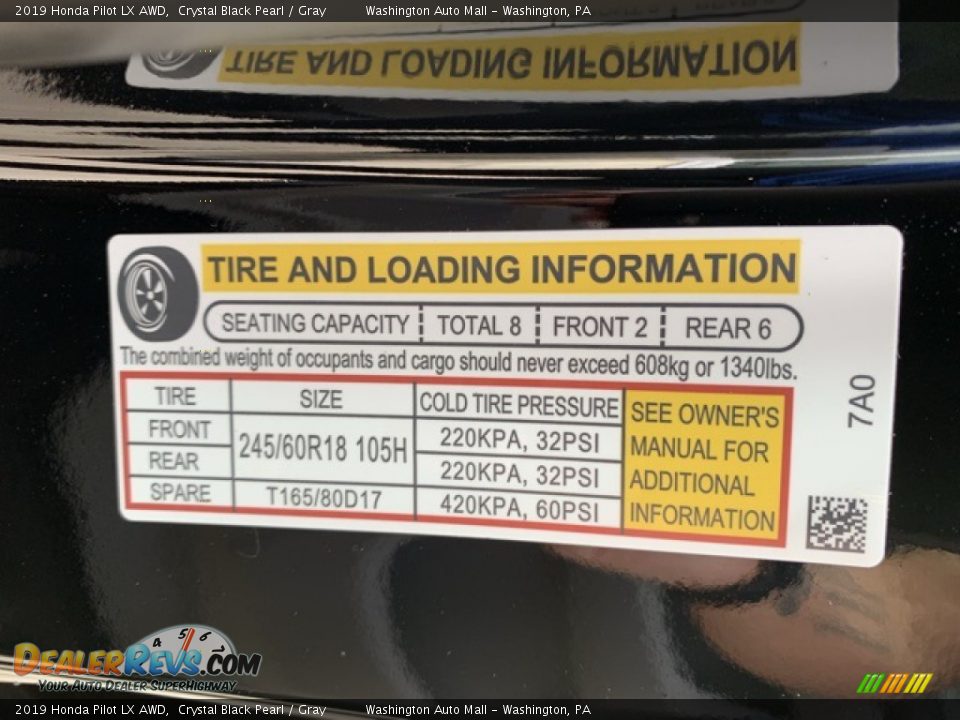 2019 Honda Pilot LX AWD, Crystal Black Pearl / Gray Washington Auto Mall - Washington, PA
TIRE AND LOADING INFORMATION
TIRE AND LOADING INFORMATION
SEATING CAPACITY TOTAL 8 FRONT 2 REAR 6
The combined weight of occupants and cargo should never exceed 608kg or 1340lbs.
TIRE SIZE COLD TIRE PRESSURE
FRONT 245/60R18 105H 220KPA, 32PSI
REAR 220KPA, 32PSI
SPARE T165/80D17 420KPA, 60PSI
SEE OWNER'S
MANUAL FOR
ADDITIONAL
INFORMATION
7A0
4 5 6
DEALERREVS.COM
YOUR AUTO DEALER SUPERHIGHWAY
2019 Honda Pilot LX AWD, Crystal Black Pearl / Gray Washington Auto Mall - Washington, PA